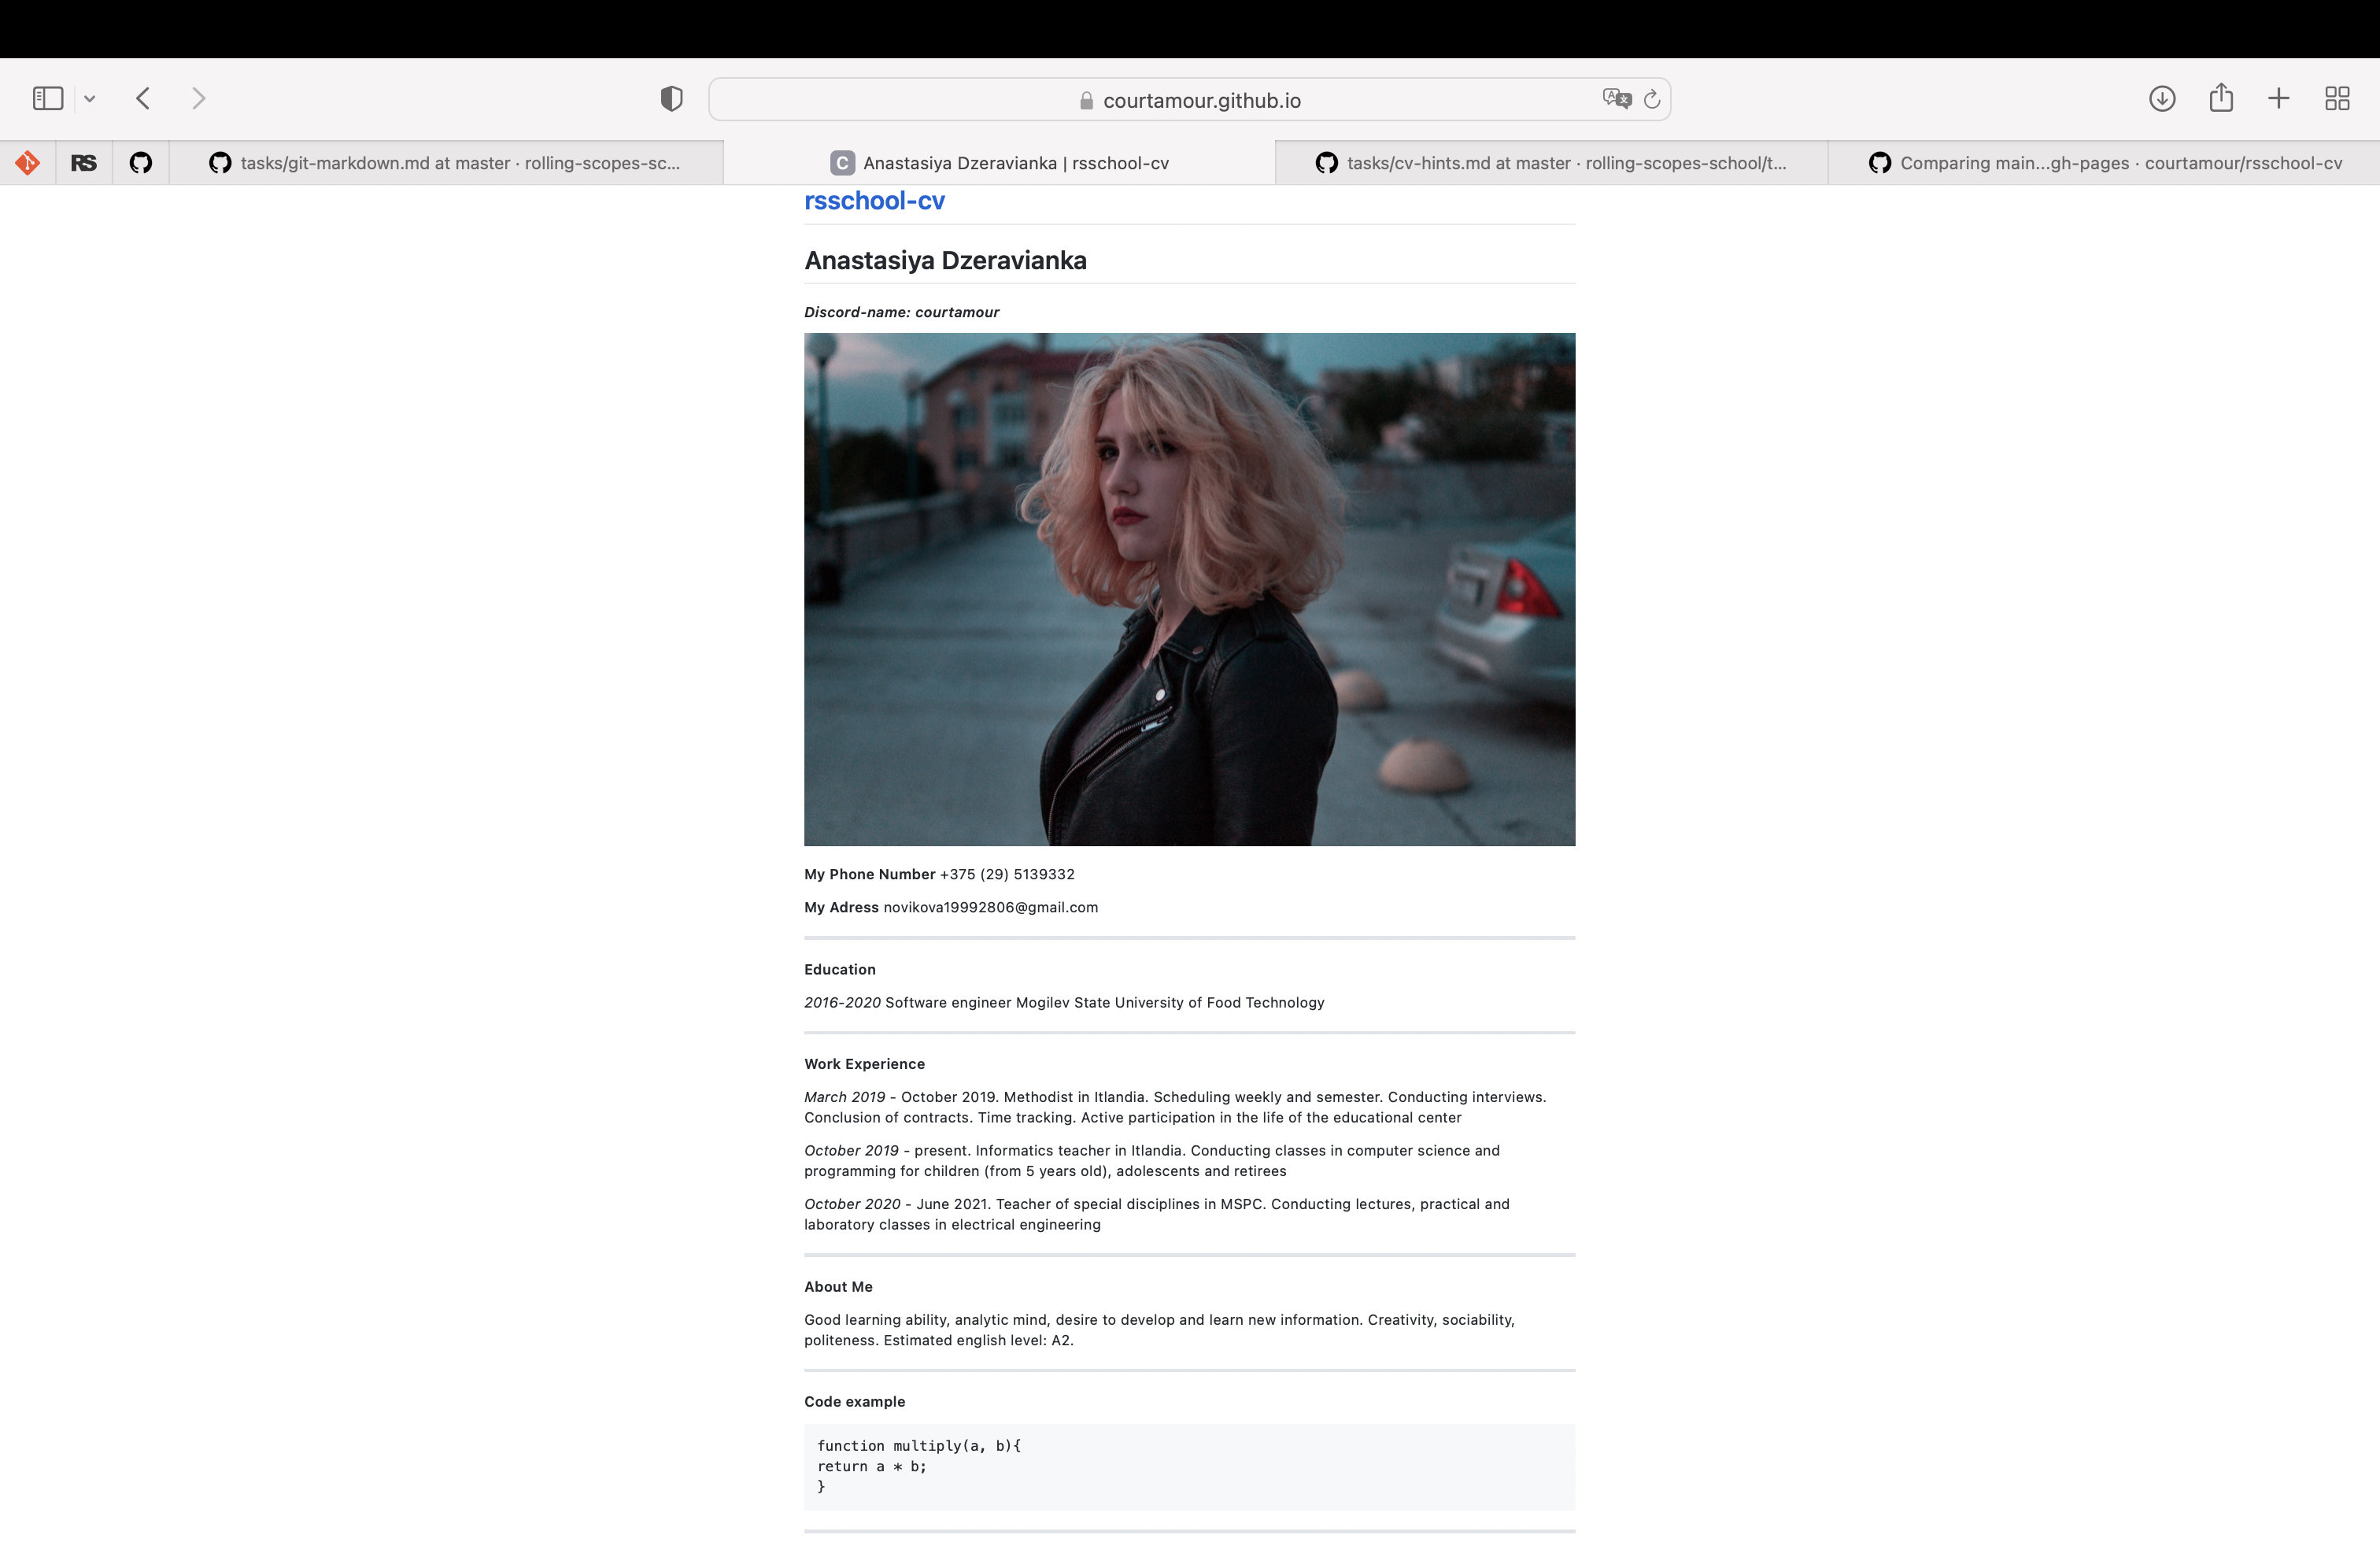 courtamour.github.io
RS
tasks/git-markdown.md at master · rolling-scopes-sc...
C Anastasiya Dzeravianka | rsschool-cv
tasks/cv-hints.md at master · rolling-scopes-school/t...
Comparing main...gh-pages · courtamour/rsschool-cv
rsschool-cv
Anastasiya Dzeravianka
Discord-name: courtamour
My Phone Number +375 (29) 5139332
My Adress novikova19992806@gmail.com
Education
2016-2020 Software engineer Mogilev State University of Food Technology
Work Experience
March 2019 - October 2019. Methodist in Itlandia. Scheduling weekly and semester. Conducting interviews.
Conclusion of contracts. Time tracking. Active participation in the life of the educational center
October 2019 - present. Informatics teacher in Itlandia. Conducting classes in computer science and
programming for children (from 5 years old), adolescents and retirees
October 2020 - June 2021. Teacher of special disciplines in MSPC. Conducting lectures, practical and
laboratory classes in electrical engineering
About Me
Good learning ability, analytic mind, desire to develop and learn new information. Creativity, sociability,
politeness. Estimated english level: A2.
Code example
function multiply(a, b){
return a * b;
}